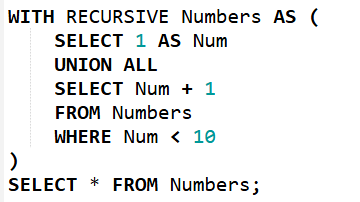 WITH RECURSIVE Numbers AS (
    SELECT 1 AS Num
    UNION ALL
    SELECT Num + 1
    FROM Numbers
    WHERE Num < 10
)
SELECT * FROM Numbers;